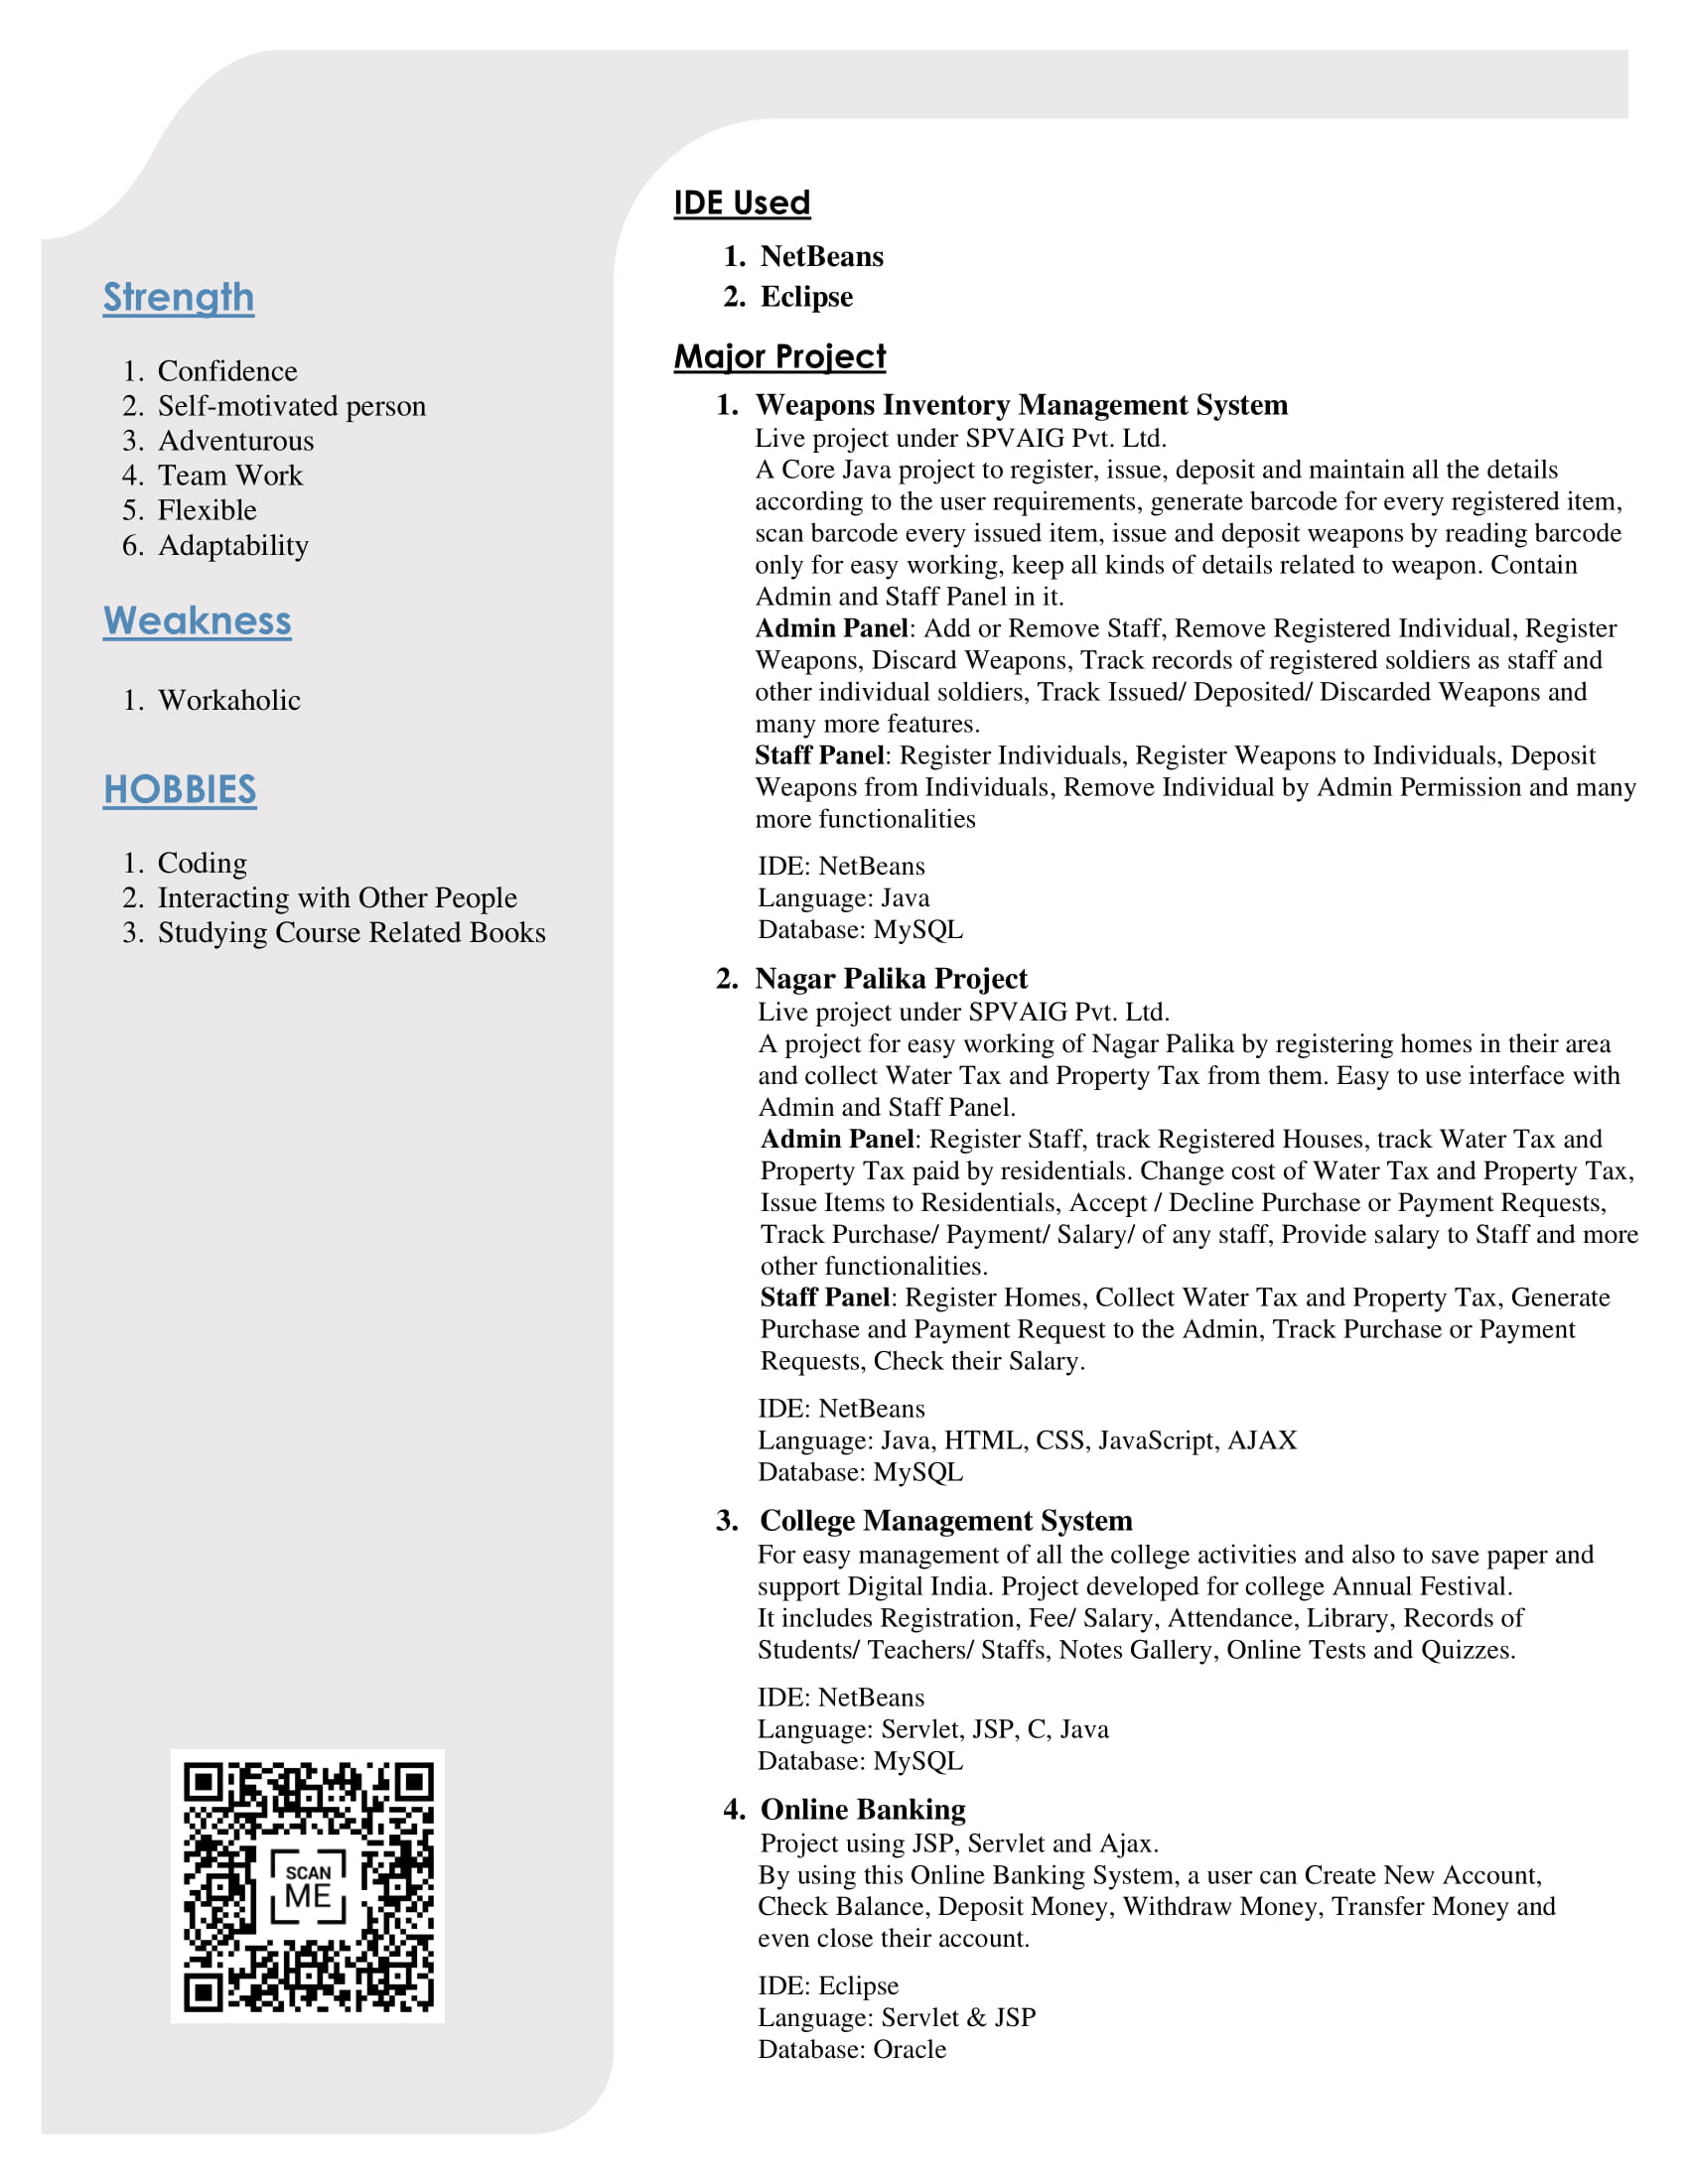 Strength
1. Confidence
2. Self-motivated person
3. Adventurous
4. Team Work
5. Flexible
6. Adaptability
Weakness
1. Workaholic
HOBBIES
1. Coding
2. Interacting with Other People
3. Studying Course Related Books
SCAN
ME
IDE Used
1. NetBeans
2. Eclipse
Major Project
1. Weapons Inventory Management System
Live project under SPVAIG Pvt. Ltd.
A Core Java project to register, issue, deposit and maintain all the details
according to the user requirements, generate barcode for every registered item,
scan barcode every issued item, issue and deposit weapons by reading barcode
only for easy working, keep all kinds of details related to weapon. Contain
Admin and Staff Panel in it.
Admin Panel: Add or Remove Staff, Remove Registered Individual, Register
Weapons, Discard Weapons, Track records of registered soldiers as staff and
other individual soldiers, Track Issued/ Deposited/ Discarded Weapons and
many more features.
Staff Panel: Register Individuals, Register Weapons to Individuals, Deposit
Weapons from Individuals, Remove Individual by Admin Permission and many
more functionalities
IDE: NetBeans
Language: Java
Database: MySQL
2. Nagar Palika Project
Live project under SPVAIG Pvt. Ltd.
A project for easy working of Nagar Palika by registering homes in their area
and collect Water Tax and Property Tax from them. Easy to use interface with
Admin and Staff Panel.
Admin Panel: Register Staff, track Registered Houses, track Water Tax and
Property Tax paid by residentials. Change cost of Water Tax and Property Tax,
Issue Items to Residentials, Accept / Decline Purchase or Payment Requests,
Track Purchase/ Payment/ Salary/ of any staff, Provide salary to Staff and more
other functionalities.
Staff Panel: Register Homes, Collect Water Tax and Property Tax, Generate
Purchase and Payment Request to the Admin, Track Purchase or Payment
Requests, Check their Salary.
IDE: NetBeans
Language: Java, HTML, CSS, JavaScript, AJAX
Database: MySQL
3. College Management System
For easy management of all the college activities and also to save paper and
support Digital India. Project developed for college Annual Festival.
It includes Registration, Fee/ Salary, Attendance, Library, Records of
Students/ Teachers/ Staffs, Notes Gallery, Online Tests and Quizzes.
IDE: NetBeans
Language: Servlet, JSP, C, Java
Database: MySQL
4. Online Banking
Project using JSP, Servlet and Ajax.
By using this Online Banking System, a user can Create New Account,
Check Balance, Deposit Money, Withdraw Money, Transfer Money and
even close their account.
IDE: Eclipse
Language: Servlet & JSP
Database: Oracle